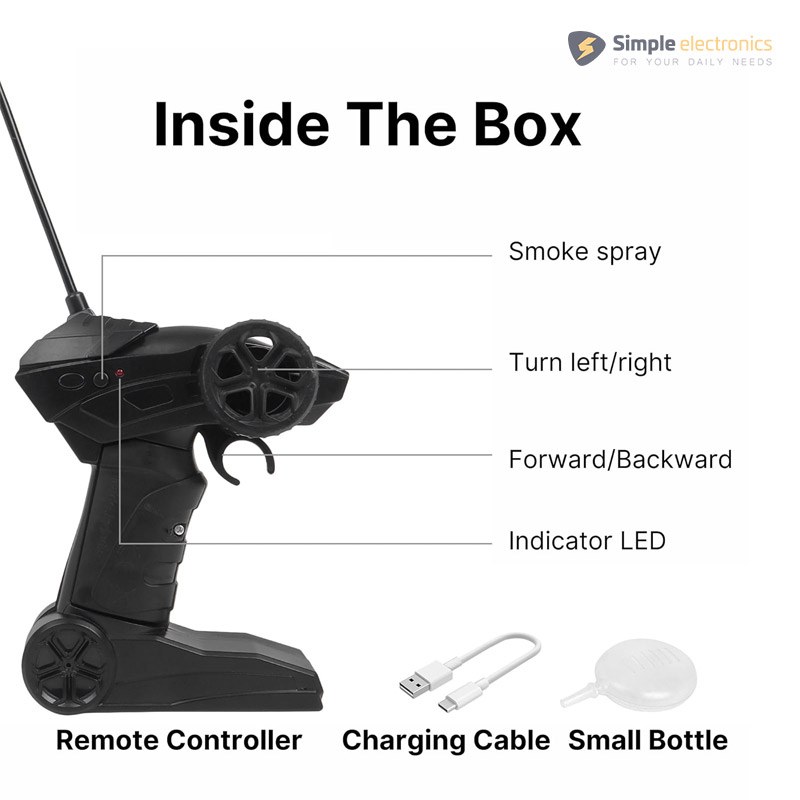 Simple electronics
FOR YOUR DAILY NEEDS
Inside The Box
Smoke spray
Turn left/right
Forward/Backward
Indicator LED
Remote Controller
Charging Cable
Small Bottle